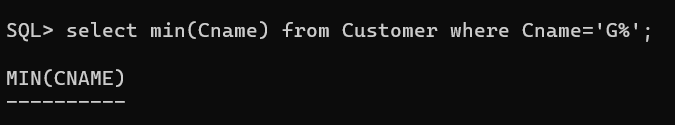 SQL> select min(Cname) from Customer where Cname='G%';
MIN(CNAME)
----------